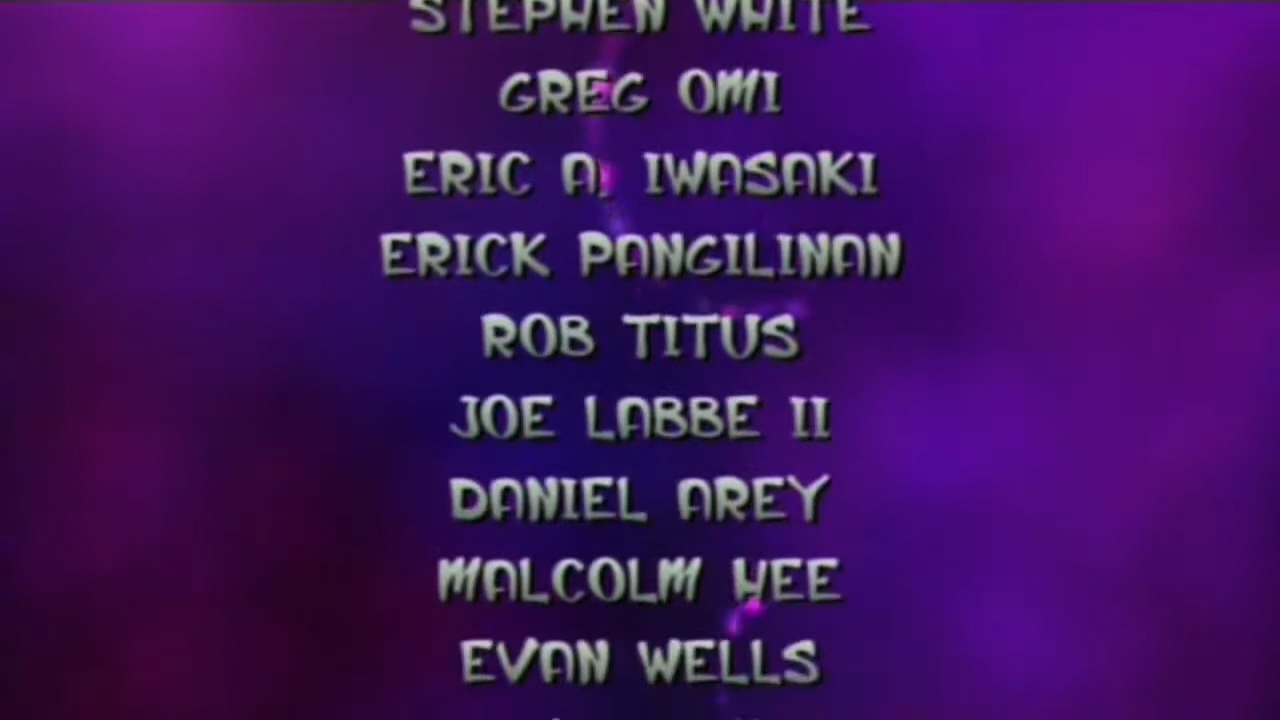 STEPHEN WHITE
GREG OMI
ERIC A. IWASAKI
ERICK PANGILINAN
ROB TITUS
JOE LABBE II
DANIEL AREY
MALCOLM HEE
EVAN WELLS